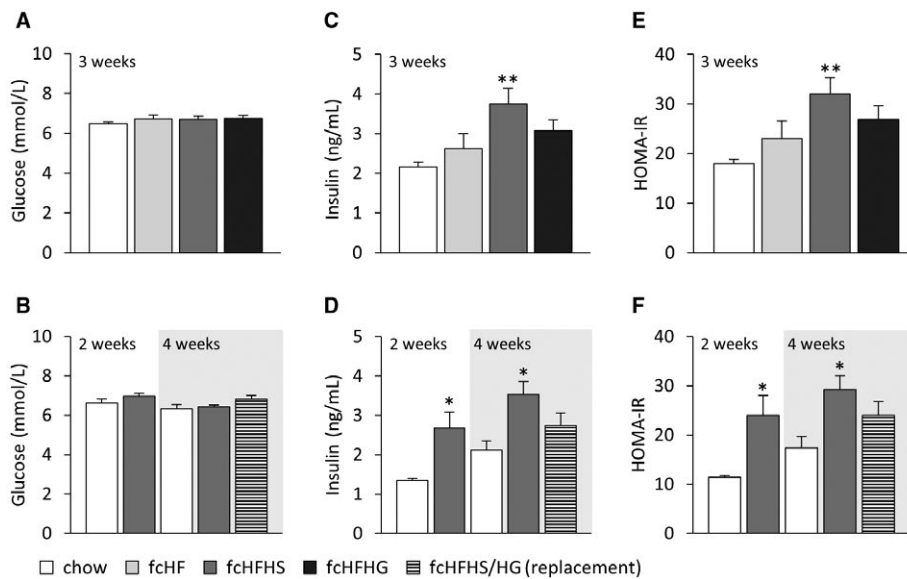 A
Glucose (mmol/L)
10
8
6
4
2
0
3 weeks
C
Insulin (ng/mL)
5
4
3
2
1
0
3 weeks
**
E
HOMA-IR
40
30
20
10
0
3 weeks
**
B
Glucose (mmol/L)
10
8
6
4
2
0
2 weeks
4 weeks
D
Insulin (ng/mL)
5
4
3
2
1
0
2 weeks
4 weeks
*
*
F
HOMA-IR
40
30
20
10
0
2 weeks
4 weeks
*
*
chow fcHF fcHFHS fcHFHG fcHFHS/HG (replacement)